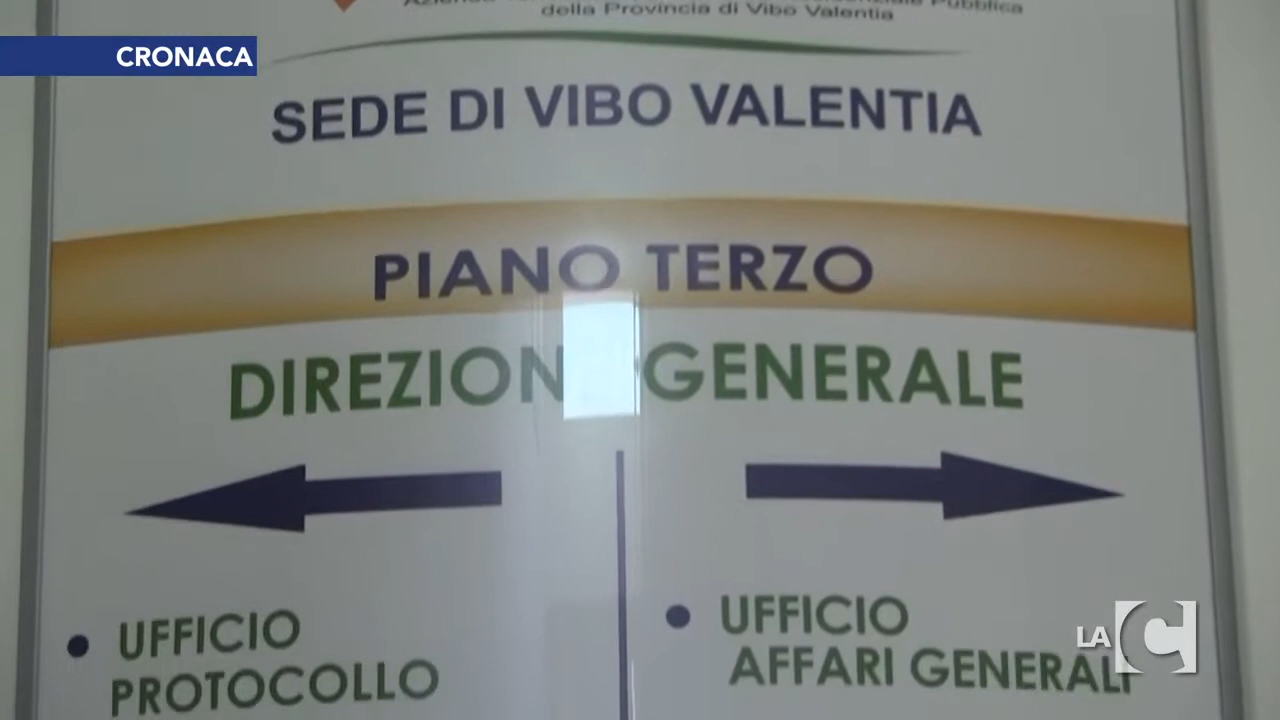 CRONACA
della Provincia di Vibo Valentia
SEDE DI VIBO VALENTIA
PIANO TERZO
DIREZION GENERALE
UFFICIO
PROTOCOLLO
UFFICIO
AFFARI GENERALI
LA C